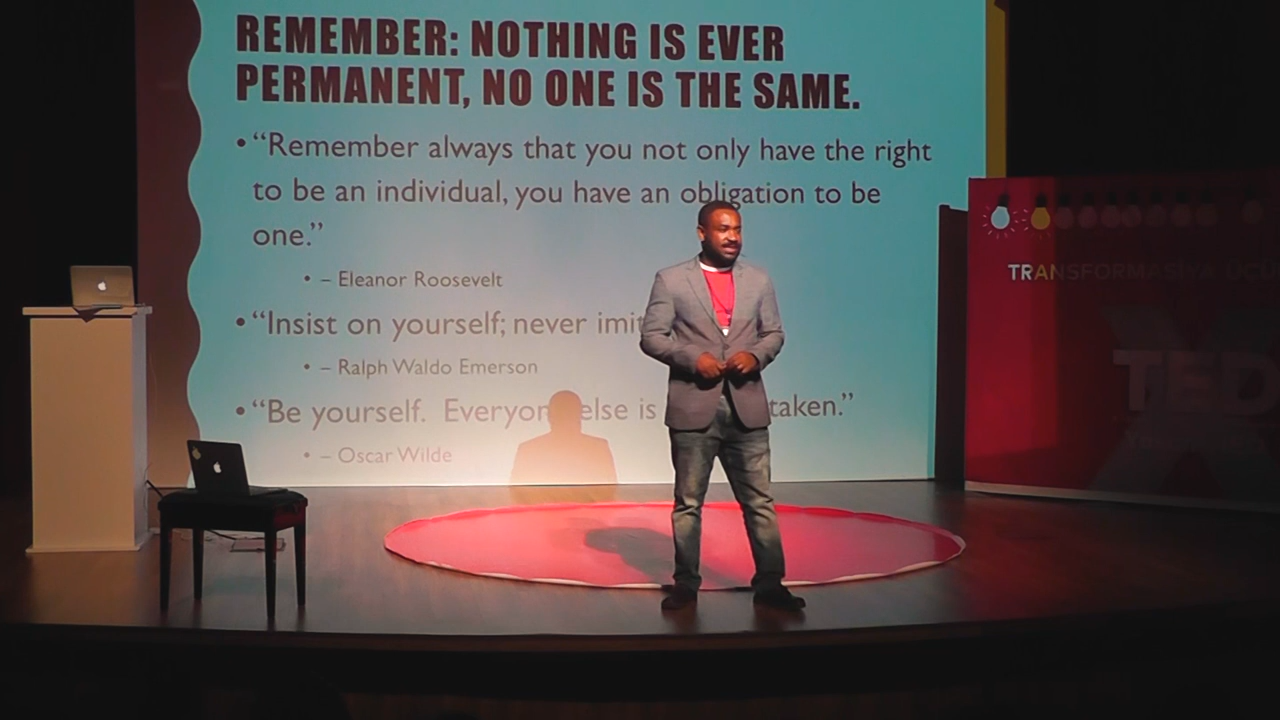 REMEMBER: NOTHING IS EVER
PERMANENT, NO ONE IS THE SAME.
• “Remember always that you not only have the right
to be an individual, you have an obligation to be
one.”
• – Eleanor Roosevelt
• “Insist on yourself; never imit
• – Ralph Waldo Emerson
• “Be yourself. Everyon else is taken.”
• – Oscar Wilde
TRANSFORMASİYA GÜCÜ
TED